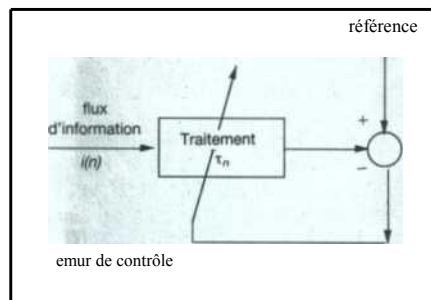 référence
flux
d'information
i(n)
Traitement
τn
+
−
emur de contrôle